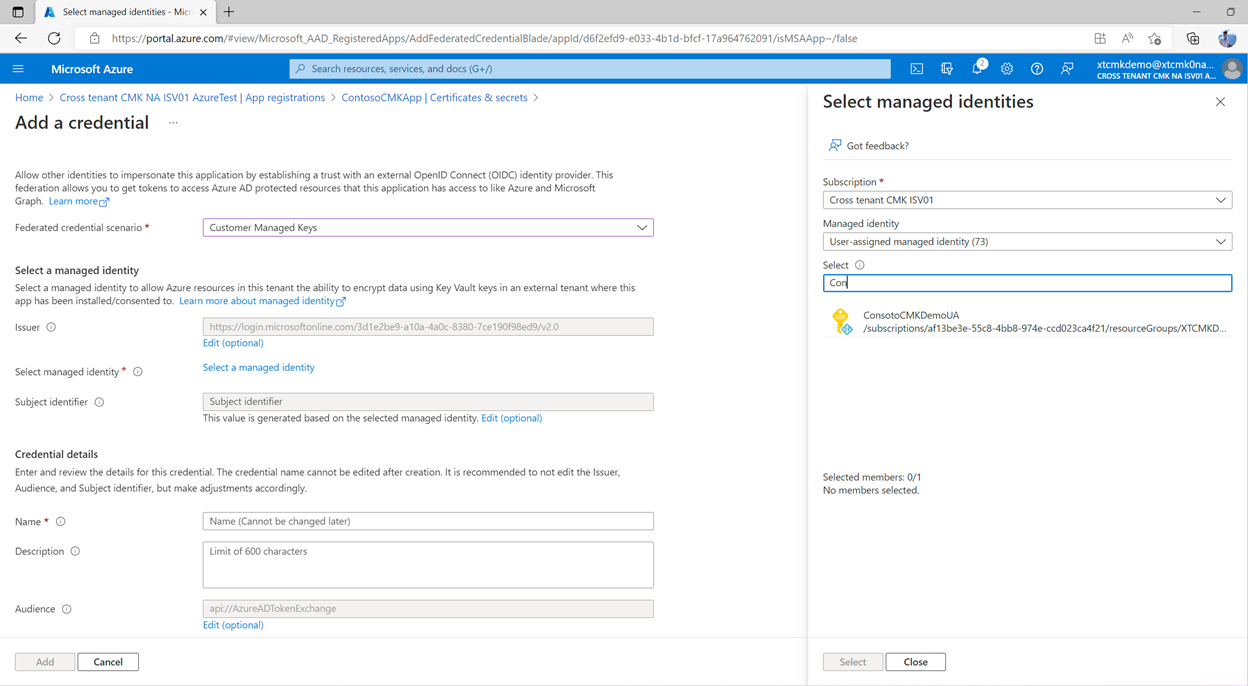 Select managed identities - Micr
https://portal.azure.com/#view/Microsoft_AAD_RegisteredApps/AddFederatedCredentialBlade/appId/d6f2efd9-e033-4b1d-bfcf-17a964762091/isMSAApp~/false
Microsoft Azure
Search resources, services, and docs (G+/)
2
xtcmkdemo@xtcmk0na...
CROSS TENANT CMK NA ISV01 A...
Home > Cross tenant CMK NA ISV01 AzureTest | App registrations > ContosoCMKApp | Certificates & secrets >
Add a credential ...
Allow other identities to impersonate this application by establishing a trust with an external OpenID Connect (OIDC) identity provider. This
federation allows you to get tokens to access Azure AD protected resources that this application has access to like Azure and Microsoft
Graph. Learn more
Federated credential scenario *
Customer Managed Keys
Select a managed identity
Select a managed identity to allow Azure resources in this tenant the ability to encrypt data using Key Vault keys in an external tenant where this
app has been installed/consented to. Learn more about managed identity
Issuer
https://login.microsoftonline.com/3d1e2be9-a10a-4a0c-8380-7ce190f98ed9/v2.0
Edit (optional)
Select managed identity *
Select a managed identity
Subject identifier
Subject identifier
This value is generated based on the selected managed identity. Edit (optional)
Credential details
Enter and review the details for this credential. The credential name cannot be edited after creation. It is recommended to not edit the Issuer,
Audience, and Subject identifier, but make adjustments accordingly.
Name *
Name (Cannot be changed later)
Description
Limit of 600 characters
Audience
api://AzureADTokenExchange
Edit (optional)
Add
Cancel
Select managed identities
Got feedback?
Subscription *
Cross tenant CMK ISV01
Managed identity
User-assigned managed identity (73)
Select
Con
ConsotoCMKDemoUA
/subscriptions/af13be3e-55c8-4bb8-974e-ccd023ca4f21/resourceGroups/XTCMKD...
Selected members: 0/1
No members selected.
Select
Close